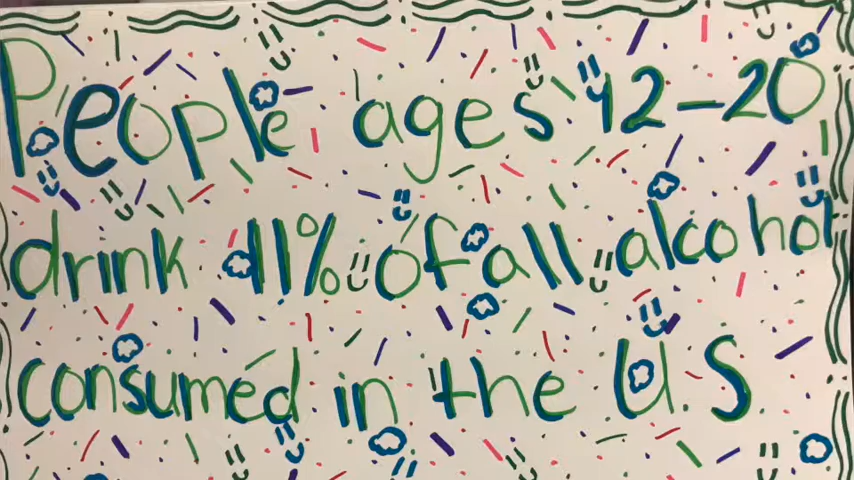 People ages 12-20
drink 11% of all alcohol
consumed in the U.S